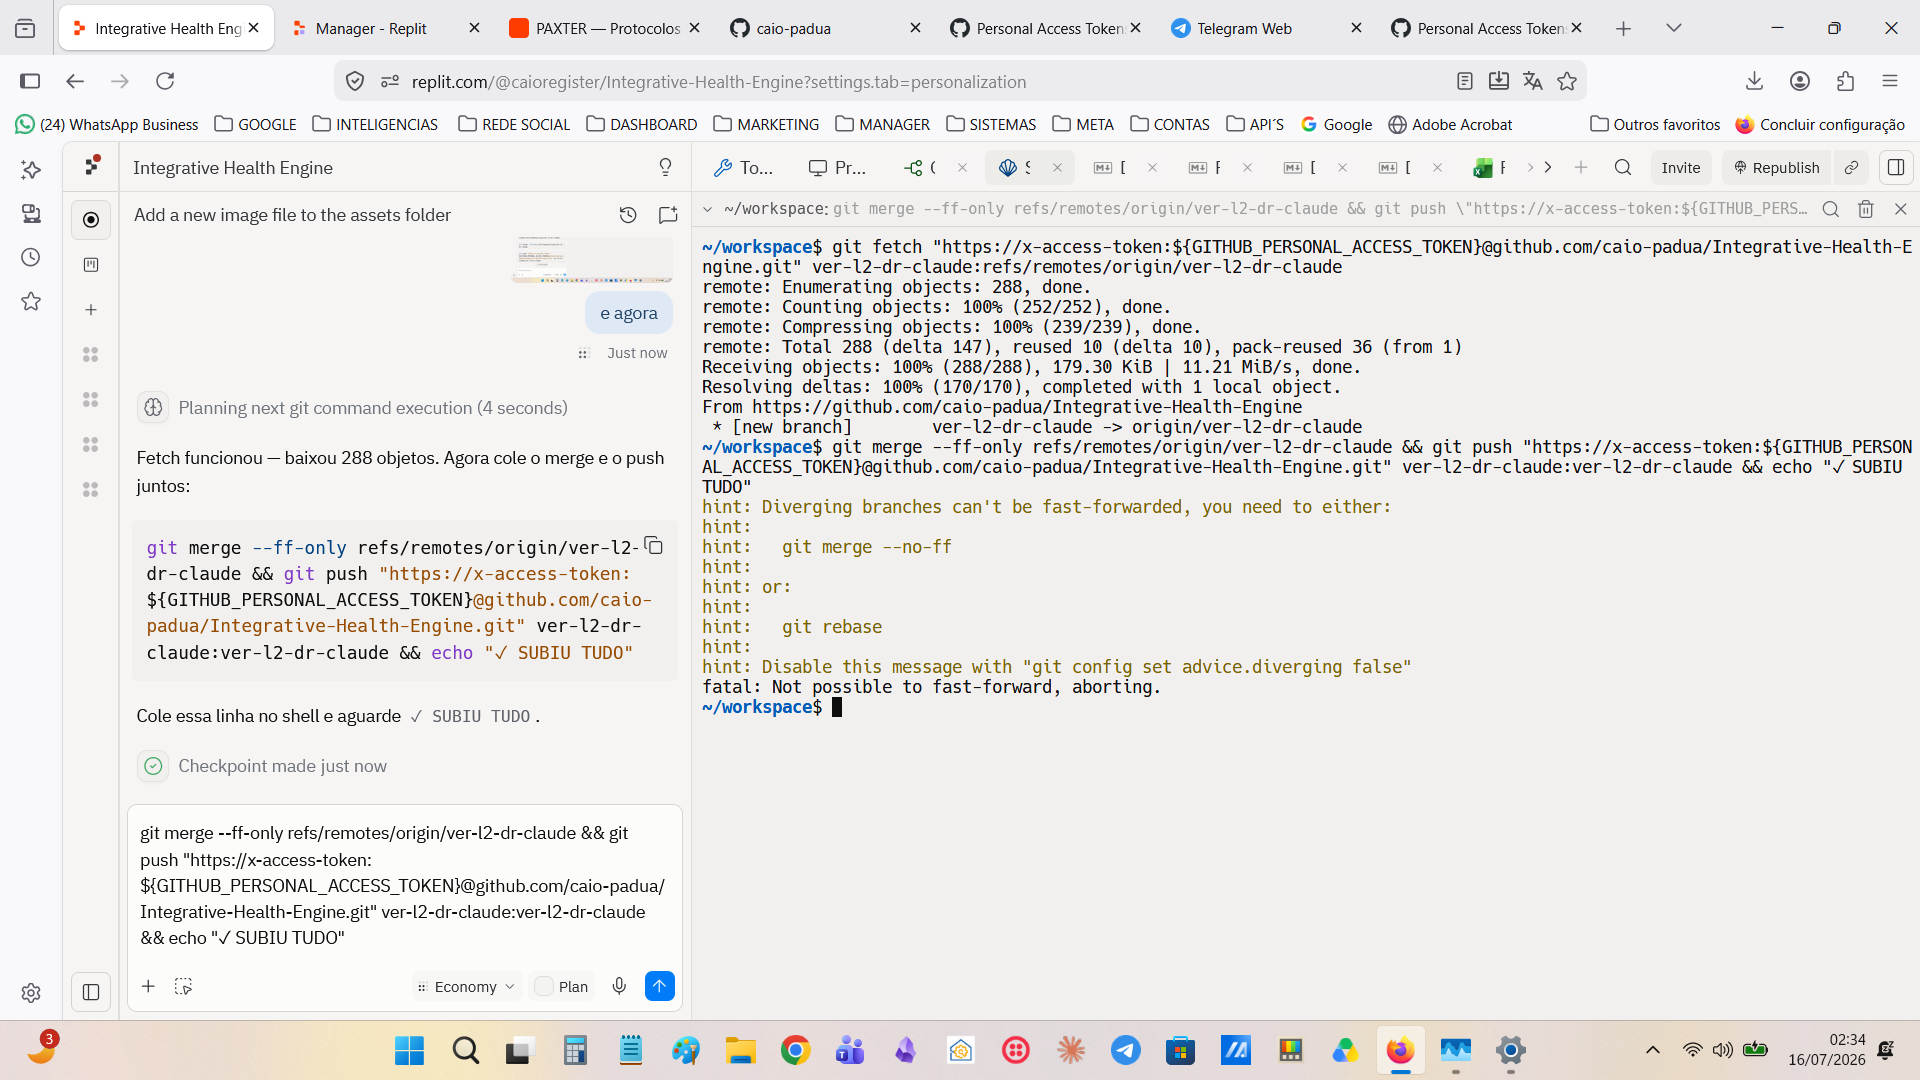 Integrative Health Eng
Manager - Replit
PAXTER — Protocolos
caio-padua
Personal Access Token
Telegram Web
Personal Access Token
replit.com/@caioregister/Integrative-Health-Engine?settings.tab=personalization
(24) WhatsApp Business
GOOGLE
INTELIGENCIAS
REDE SOCIAL
DASHBOARD
MARKETING
MANAGER
SISTEMAS
META
CONTAS
API´S
Google
Adobe Acrobat
Outros favoritos
Concluir configuração
Integrative Health Engine
To...
Pr...
Invite
Republish
Add a new image file to the assets folder
e agora
Just now
Planning next git command execution (4 seconds)
Fetch funcionou — baixou 288 objetos. Agora cole o merge e o push
juntos:
git merge --ff-only refs/remotes/origin/ver-l2-
dr-claude && git push "https://x-access-token:
${GITHUB_PERSONAL_ACCESS_TOKEN}@github.com/caio-
padua/Integrative-Health-Engine.git" ver-l2-dr-
claude:ver-l2-dr-claude && echo "✓ SUBIU TUDO"
Cole essa linha no shell e aguarde ✓ SUBIU TUDO.
Checkpoint made just now
git merge --ff-only refs/remotes/origin/ver-l2-dr-claude && git
push "https://x-access-token:
${GITHUB_PERSONAL_ACCESS_TOKEN}@github.com/caio-padua/
Integrative-Health-Engine.git" ver-l2-dr-claude:ver-l2-dr-claude
&& echo "✓ SUBIU TUDO"
Economy
Plan
~/workspace: git merge --ff-only refs/remotes/origin/ver-l2-dr-claude && git push \"https://x-access-token:${GITHUB_PERS...
~/workspace$ git fetch "https://x-access-token:${GITHUB_PERSONAL_ACCESS_TOKEN}@github.com/caio-padua/Integrative-Health-E
ngine.git" ver-l2-dr-claude:refs/remotes/origin/ver-l2-dr-claude
remote: Enumerating objects: 288, done.
remote: Counting objects: 100% (252/252), done.
remote: Compressing objects: 100% (239/239), done.
remote: Total 288 (delta 147), reused 10 (delta 10), pack-reused 36 (from 1)
Receiving objects: 100% (288/288), 179.30 KiB | 11.21 MiB/s, done.
Resolving deltas: 100% (170/170), completed with 1 local object.
From https://github.com/caio-padua/Integrative-Health-Engine
* [new branch] ver-l2-dr-claude -> origin/ver-l2-dr-claude
~/workspace$ git merge --ff-only refs/remotes/origin/ver-l2-dr-claude && git push "https://x-access-token:${GITHUB_PERSON
AL_ACCESS_TOKEN}@github.com/caio-padua/Integrative-Health-Engine.git" ver-l2-dr-claude:ver-l2-dr-claude && echo "✓ SUBIU
TUDO"
hint: Diverging branches can't be fast-forwarded, you need to either:
hint:
hint: git merge --no-ff
hint:
hint: or:
hint:
hint: git rebase
hint:
hint: Disable this message with "git config set advice.diverging false"
fatal: Not possible to fast-forward, aborting.
~/workspace$
3
02:34
16/07/2026